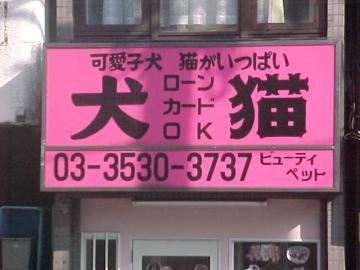 可愛子犬 猫がいっぱい
犬 ローン カード OK 猫
03-3530-3737 ビューティ ペット